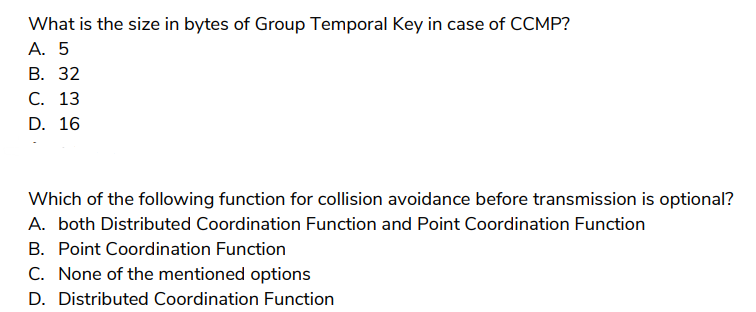 What is the size in bytes of Group Temporal Key in case of CCMP?
A. 5
B. 32
C. 13
D. 16
Which of the following function for collision avoidance before transmission is optional?
A. both Distributed Coordination Function and Point Coordination Function
B. Point Coordination Function
C. None of the mentioned options
D. Distributed Coordination Function